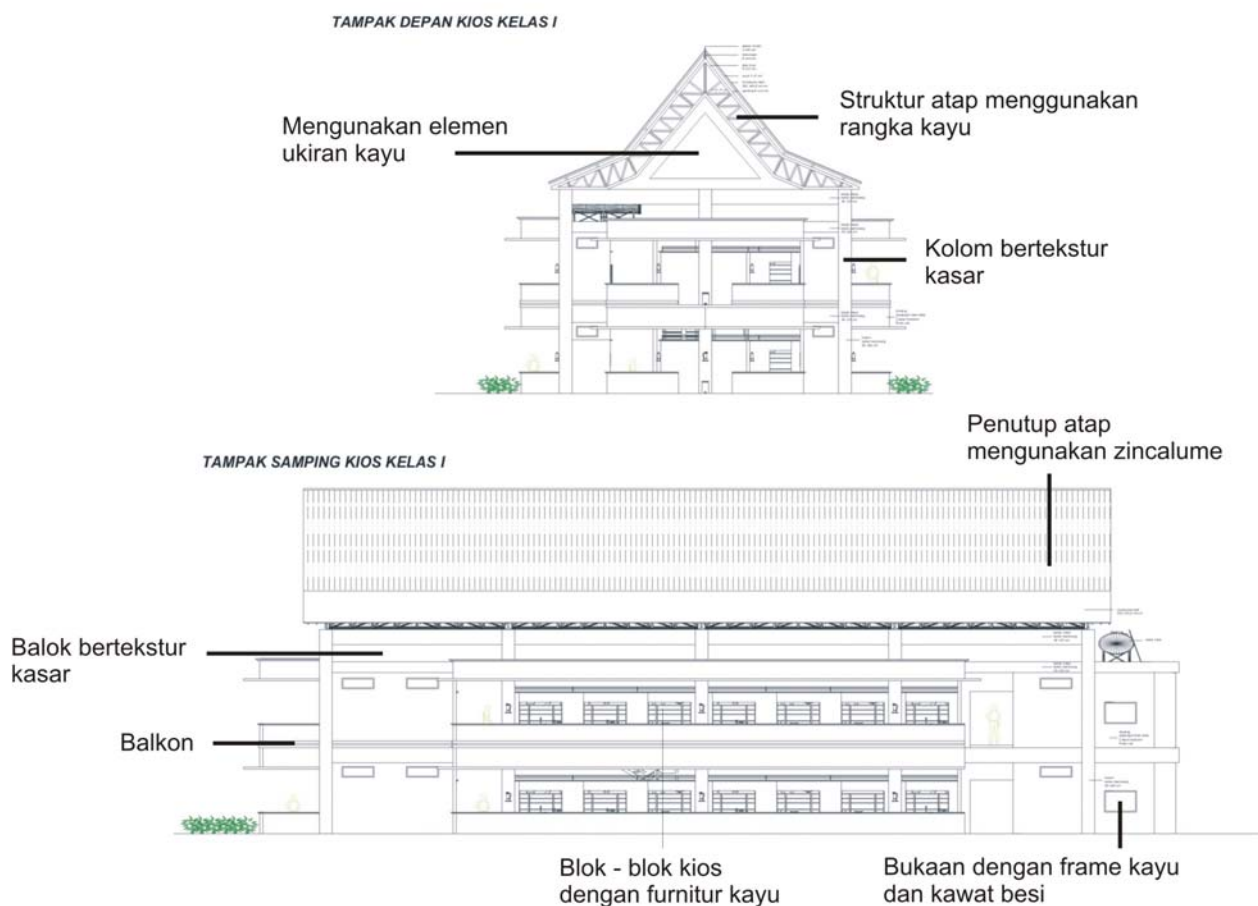 TAMPAK DEPAN KIOS KELAS I
Mengunakan elemen
ukiran kayu
Struktur atap menggunakan
rangka kayu
Kolom bertekstur
kasar
Penutup atap
mengunakan zincalume
TAMPAK SAMPING KIOS KELAS I
Balok bertekstur
kasar
Balkon
Blok - blok kios
dengan furnitur kayu
Bukaan dengan frame kayu
dan kawat besi